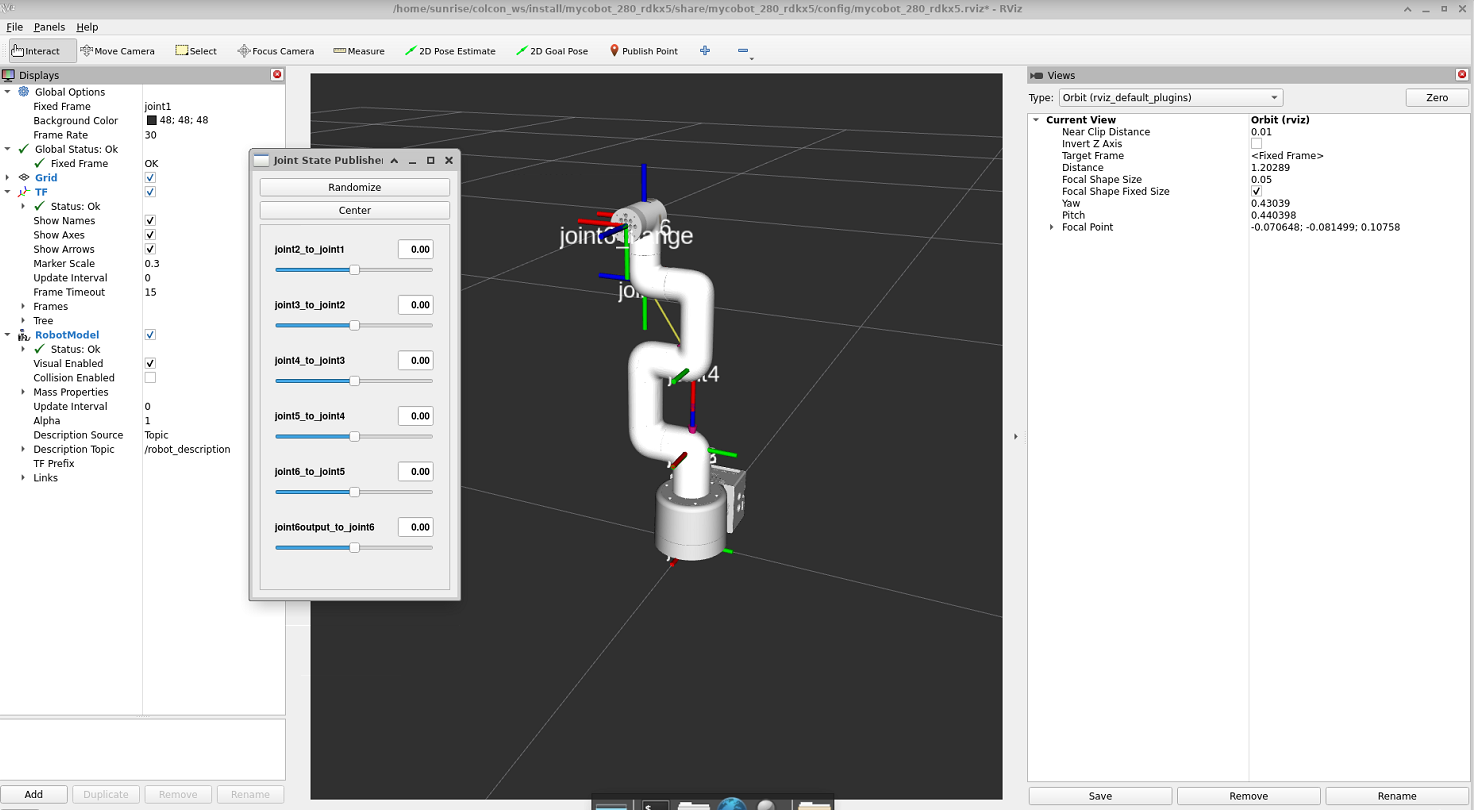 /home/sunrise/colcon_ws/install/mycobot_280_rdkx5/share/mycobot_280_rdkx5/config/mycobot_280_rdkx5.rviz* - RViz
File Panels Help
Interact Move Camera Select Focus Camera Measure 2D Pose Estimate 2D Goal Pose Publish Point
Displays
Global Options
Fixed Frame joint1
Background Color 48; 48; 48
Frame Rate 30
Global Status: Ok
Fixed Frame OK
Grid
TF
Status: Ok
Show Names
Show Axes
Show Arrows
Marker Scale 0.3
Update Interval 0
Frame Timeout 15
Frames
Tree
RobotModel
Status: Ok
Visual Enabled
Collision Enabled
Mass Properties
Update Interval 0
Alpha 1
Description Source Topic
Description Topic /robot_description
TF Prefix
Links
Add Duplicate Remove Rename
Joint State Publisher
Randomize
Center
joint2_to_joint1 0.00
joint3_to_joint2 0.00
joint4_to_joint3 0.00
joint5_to_joint4 0.00
joint6_to_joint5 0.00
joint6output_to_joint6 0.00
Views
Type: Orbit (rviz_default_plugins) Zero
Current View Orbit (rviz)
Near Clip Distance 0.01
Invert Z Axis
Target Frame <Fixed Frame>
Distance 1.20289
Focal Shape Size 0.05
Focal Shape Fixed Size
Yaw 0.43039
Pitch 0.440398
Focal Point -0.070648; -0.081499; 0.10758
Save Remove Rename